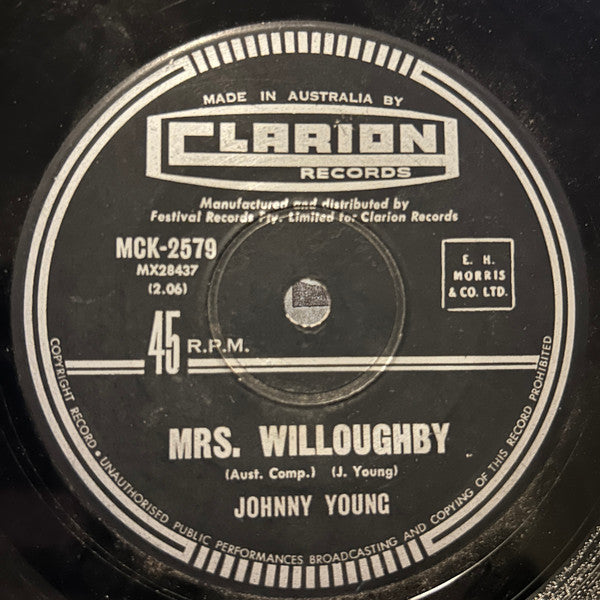 MADE IN AUSTRALIA BY
CLARION
RECORDS
Manufactured and distributed by
Festival Records Pty. Limited for Clarion Records
MCK-2579
MX28437
(2.06)
E. H.
MORRIS
& CO. LTD.
45 R.P.M.
MRS. WILLOUGHBY
(Aust. Comp.) (J. Young)
JOHNNY YOUNG
COPYRIGHT RECORD • UNAUTHORISED PUBLIC PERFORMANCES BROADCASTING AND COPYING OF THIS RECORD PROHIBITED